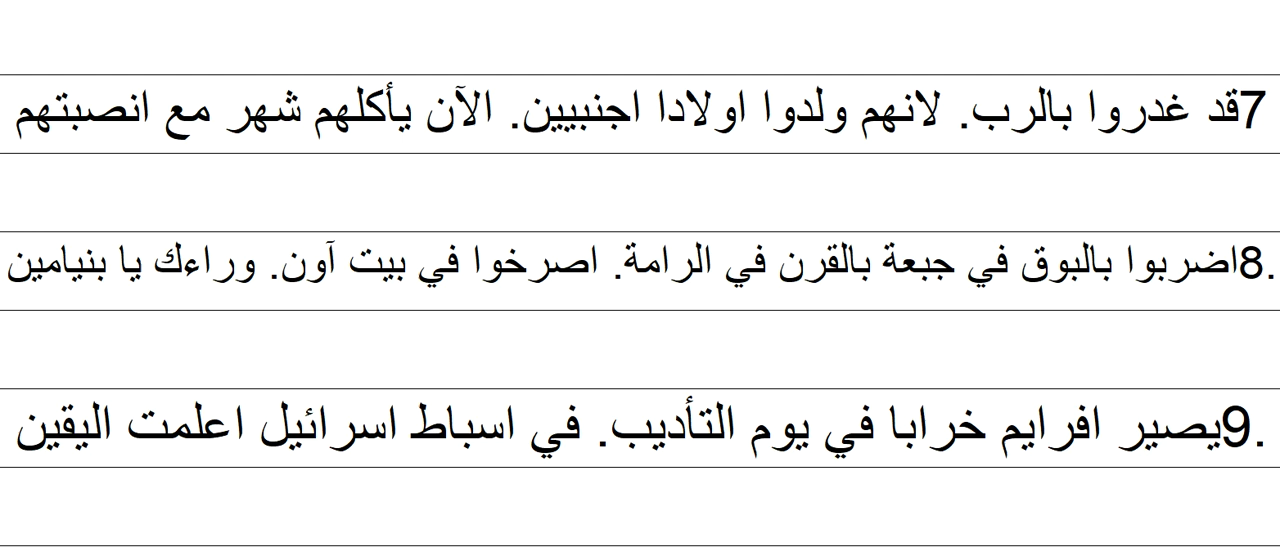 7قد غدروا بالرب. لانهم ولدوا اولادا اجنبيين. الآن يأكلهم شهر مع انصبتهم
.8اضربوا بالبوق في جبعة بالقرن في الرامة. اصرخوا في بيت آون. وراءك يا بنيامين
.9يصير افرايم خرابا في يوم التأديب. في اسباط اسرائيل اعلمت اليقين